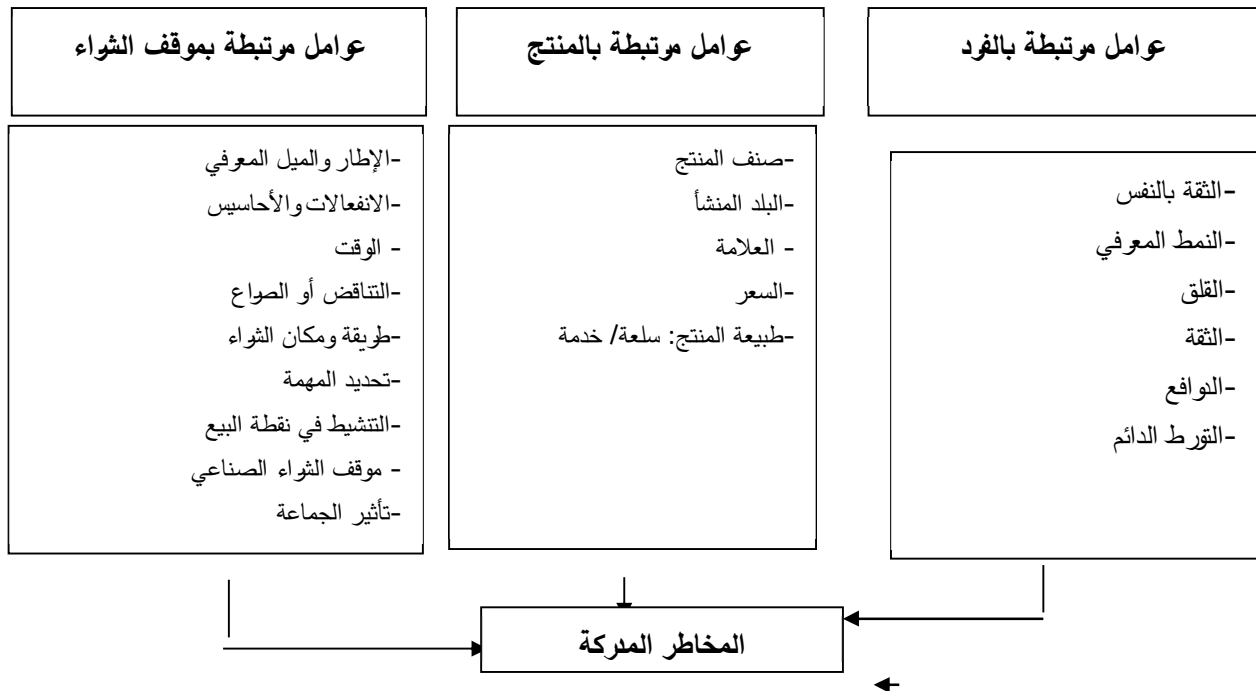 عوامل مرتبطة بالفرد
-الثقة بالنفس
-النمط المعرفي
-القلق
-الثقة
-الدوافع
-التورط الدائم
عوامل مرتبطة بالمنتج
-صنف المنتج
-البلد المنشأ
- العلامة
-السعر
-طبيعة المنتج: سلعة/ خدمة
عوامل مرتبطة بموقف الشراء
-الإطار والميل المعرفي
-الانفعالات والأحاسيس
- الوقت
-التناقض أو الصراع
-طريقة ومكان الشراء
-تحديد المهمة
-التنشيط في نقطة البيع
- موقف الشراء الصناعي
-تأثير الجماعة
المخاطر المدركة